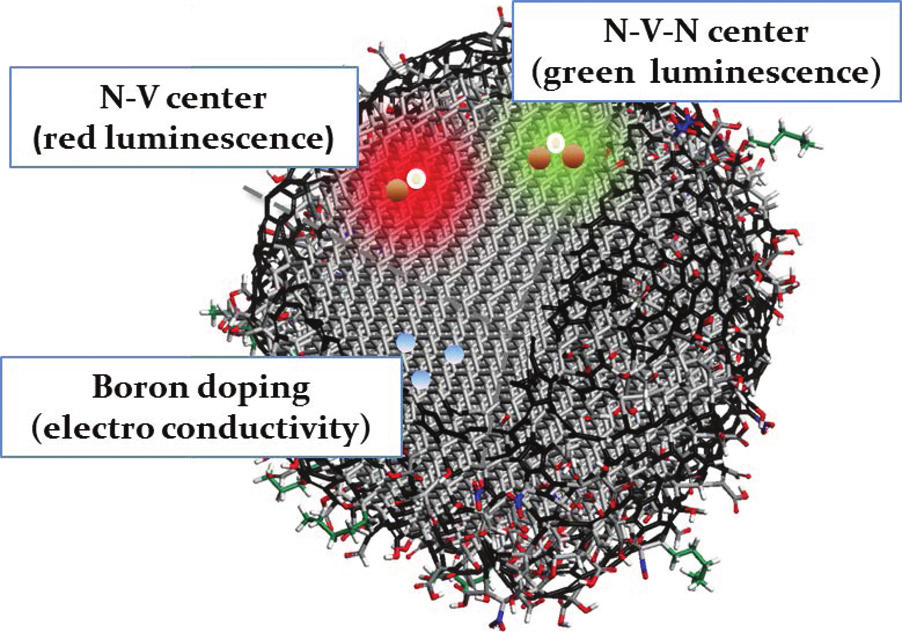 N-V-N center
(green luminescence)
N-V center
(red luminescence)
Boron doping
(electro conductivity)